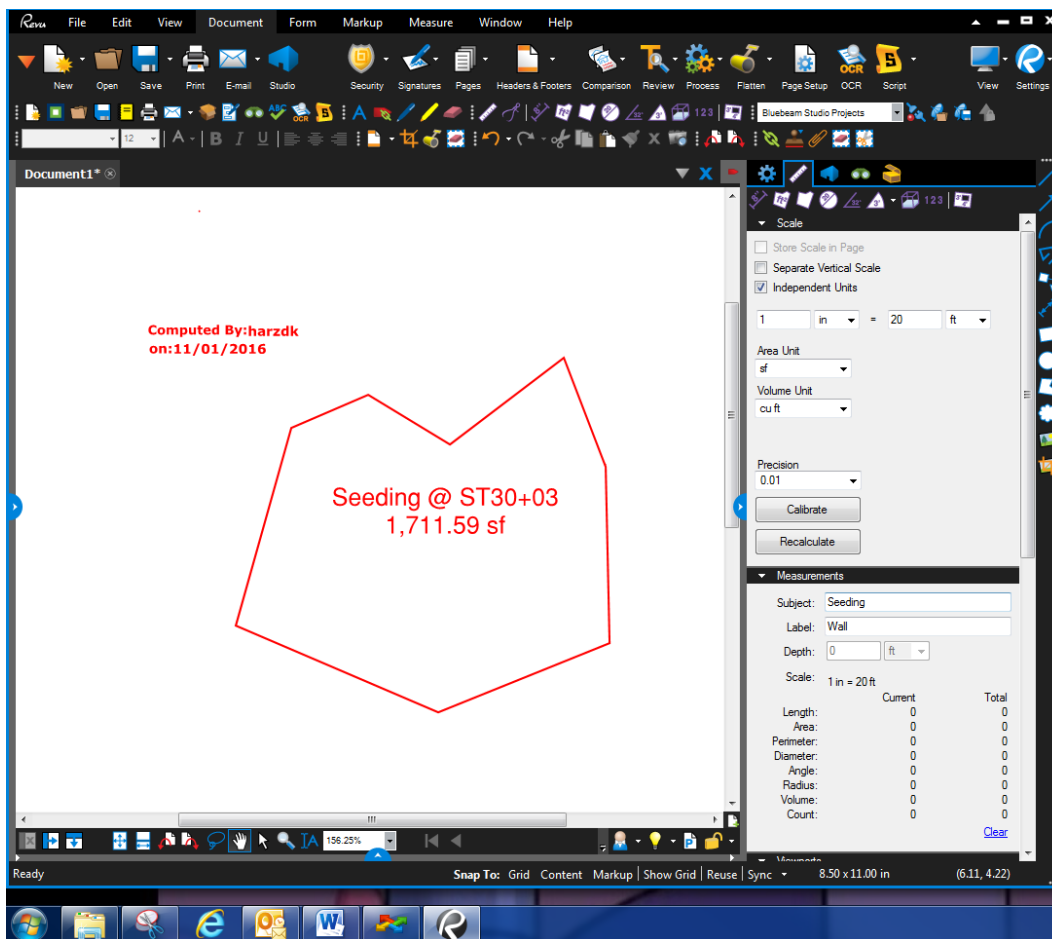 Revu File Edit View Document Form Markup Measure Window Help
New Open Save Print E-mail Studio Security Signatures Pages Headers & Footers Comparison Review Process Flatten Page Setup OCR Script View Settings
Bluebeam Studio Projects
12 A B I U
Document1*
Scale
Store Scale in Page
Separate Vertical Scale
Independent Units
1 in = 20 ft
Area Unit
sf
Volume Unit
cu ft
Precision
0.01
Calibrate
Recalculate
Computed By:harzdk
on:11/01/2016
Seeding @ ST30+03
1,711.59 sf
Measurements
Subject: Seeding
Label: Wall
Depth: 0 ft
Scale: 1 in = 20 ft
Current Total
Length: 0 0
Area: 0 0
Perimeter: 0 0
Diameter: 0 0
Angle: 0 0
Radius: 0 0
Volume: 0 0
Count: 0 0
Clear
156.25%
Ready Snap To: Grid Content Markup Show Grid Reuse Sync 8.50 x 11.00 in (6.11, 4.22)